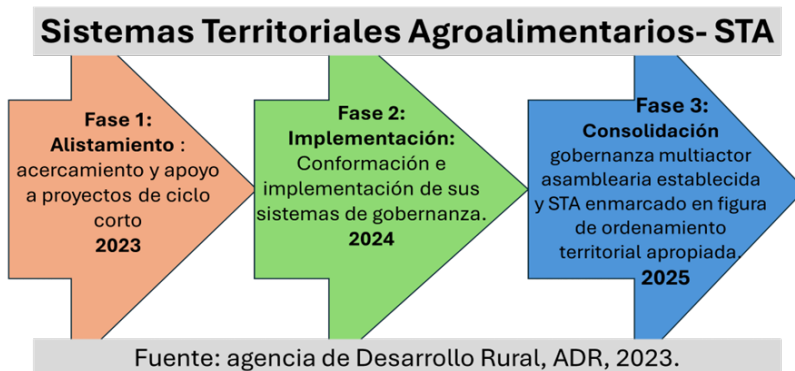 Sistemas Territoriales Agroalimentarios- STA
Fase 1:
Alistamiento :
acercamiento y apoyo
a proyectos de ciclo
corto
2023
Fase 2:
Implementación:
Conformación e
implementación de sus
sistemas de gobernanza.
2024
Fase 3:
Consolidación
gobernanza multiactor
asamblearia establecida
y STA enmarcado en figura
de ordenamiento
territorial apropiada.
2025
Fuente: agencia de Desarrollo Rural, ADR, 2023.